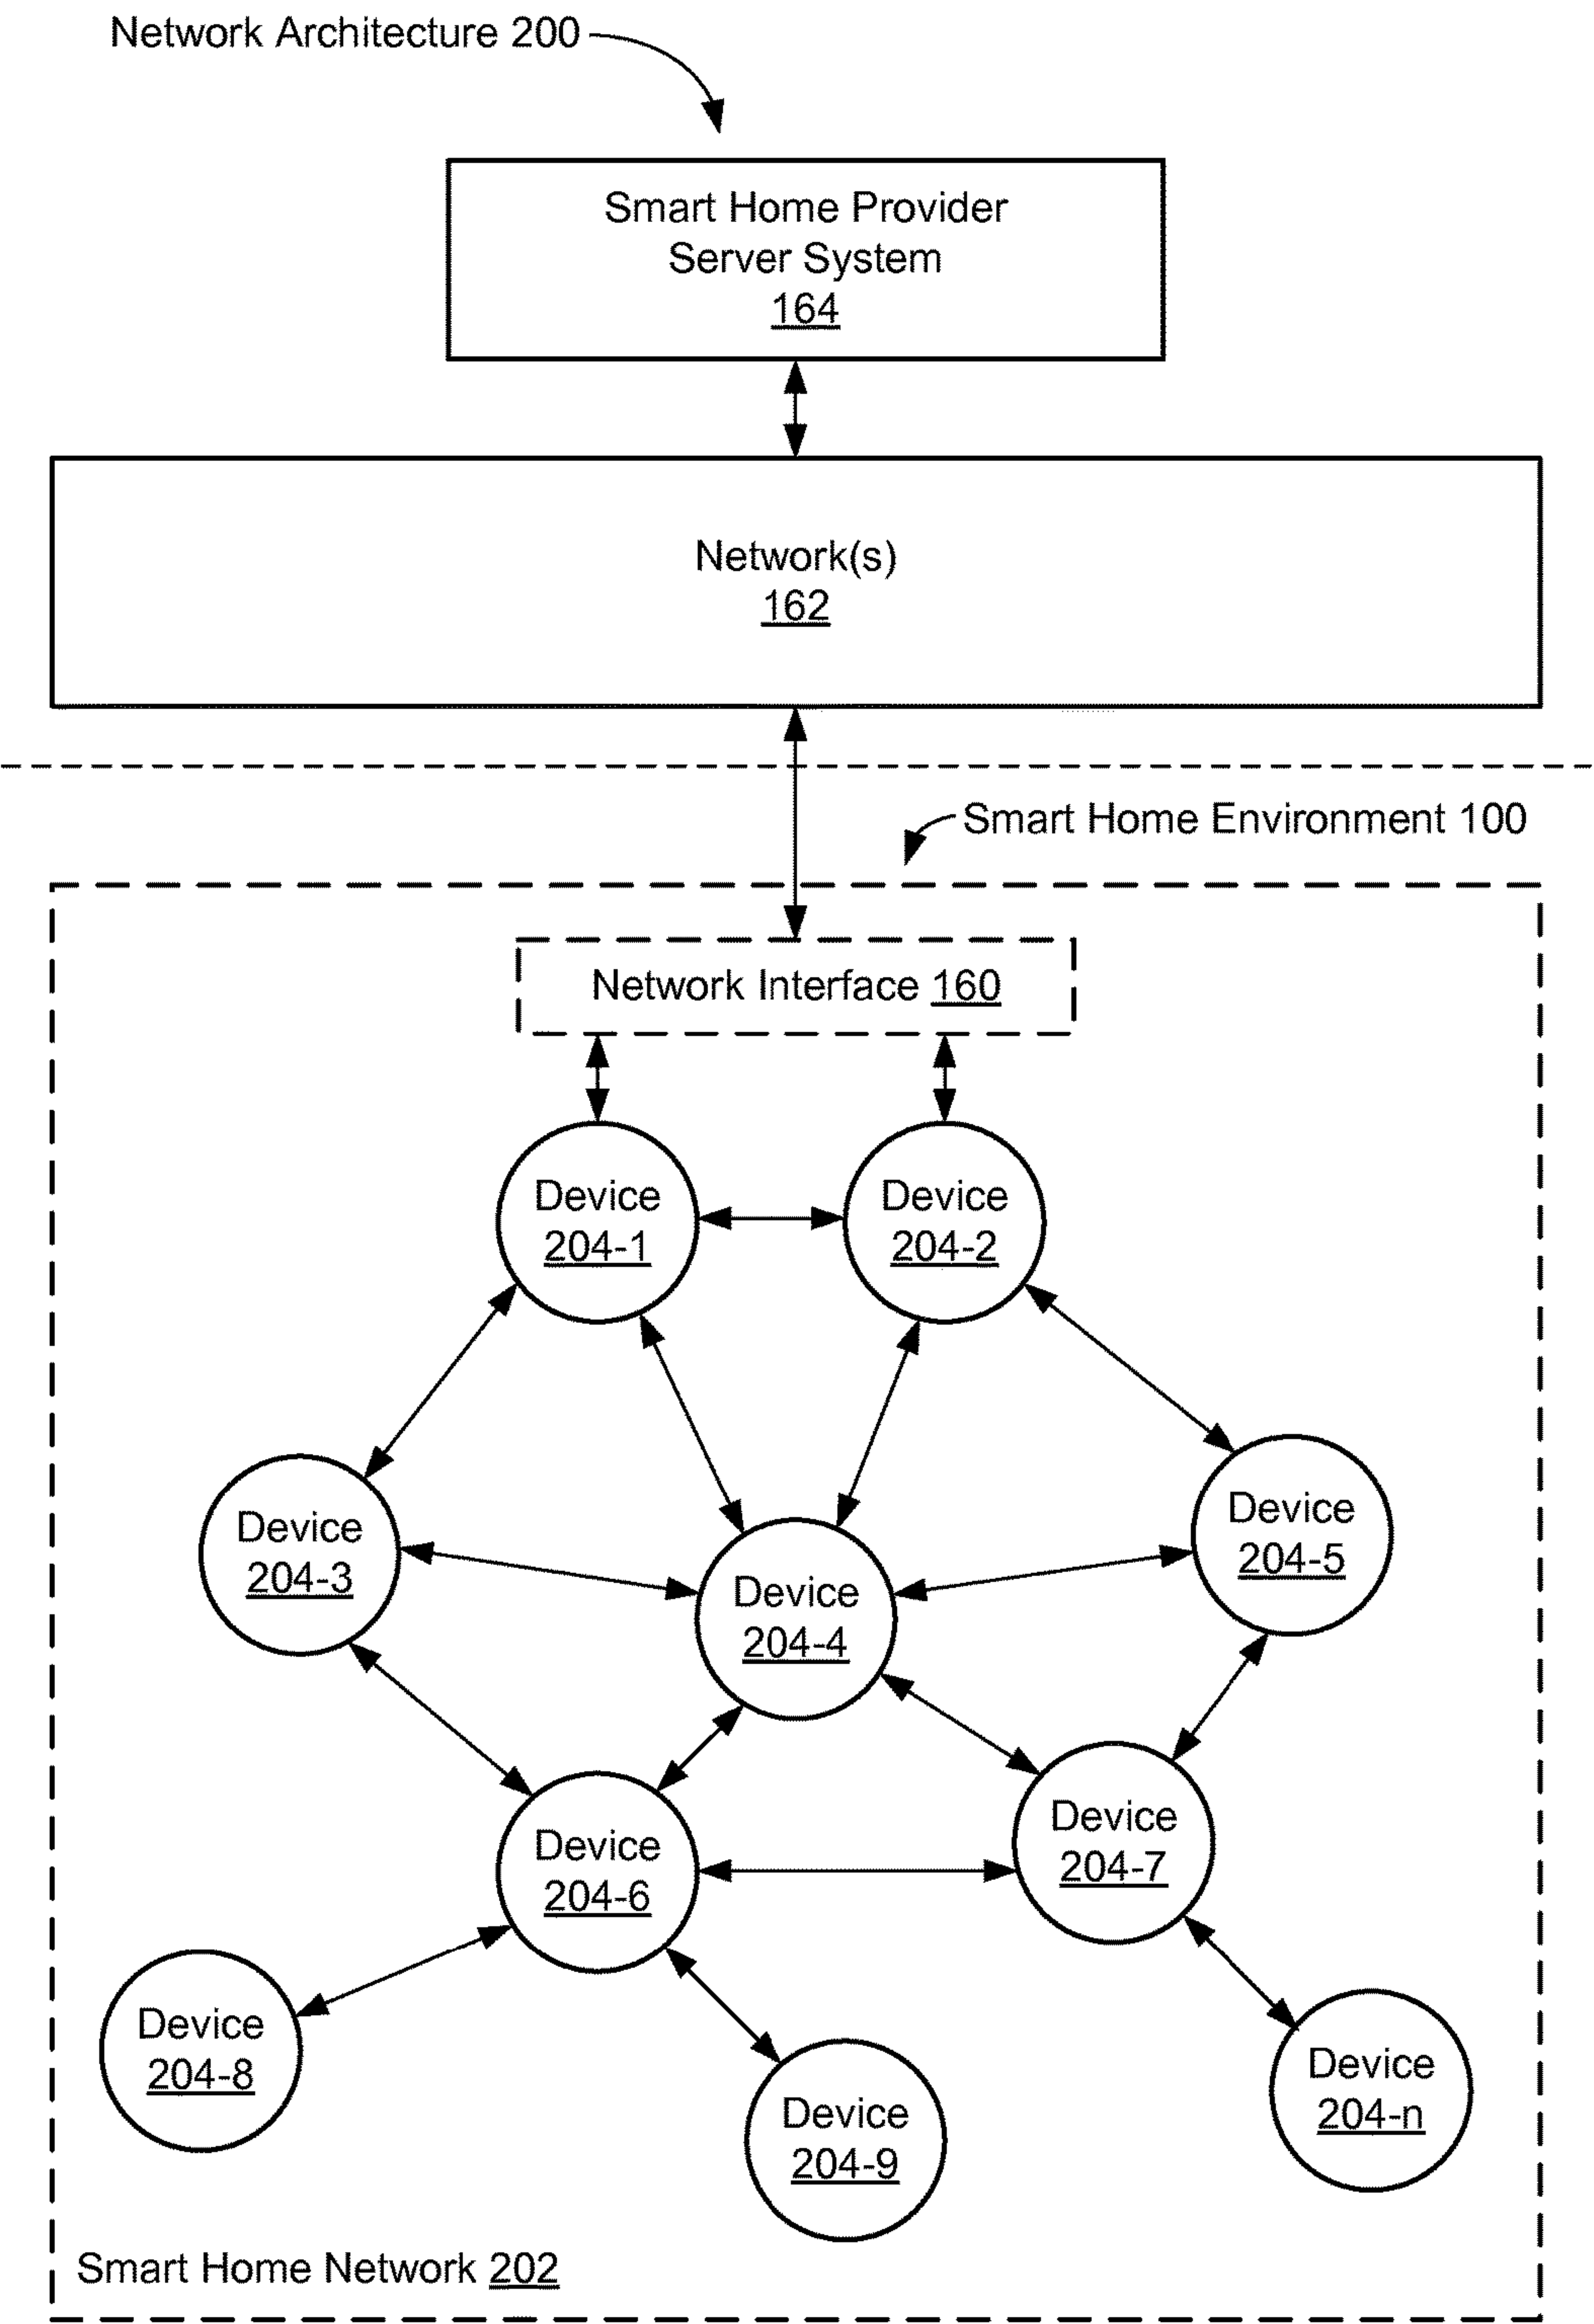 Network Architecture 200
Smart Home Provider
Server System
164
Network(s)
162
Smart Home Environment 100
Network Interface 160
Device
204-1
Device
204-2
Device
204-3
Device
204-4
Device
204-5
Device
204-6
Device
204-7
Device
204-8
Device
204-9
Device
204-n
Smart Home Network 202